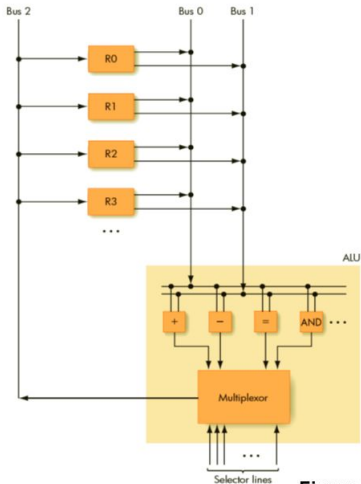 Bus 2 Bus 0 Bus 1
R0
R1
R2
R3
...
ALU
+ − = AND ...
Multiplexor
...
Selector lines